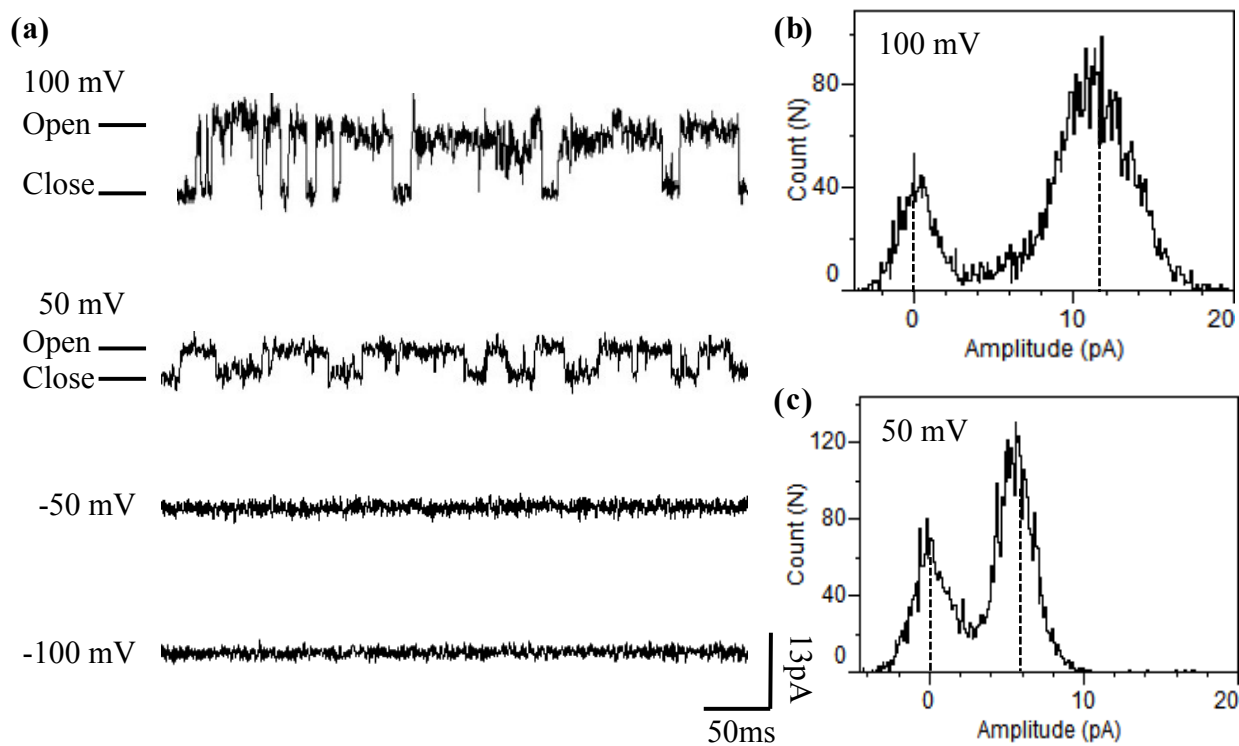 (a)
100 mV
Open
Close
50 mV
Open
Close
-50 mV
-100 mV
13pA
50ms
(b)
100 mV
80
40
0
Count (N)
0
10
20
Amplitude (pA)
(c)
50 mV
120
80
40
0
Count (N)
0
10
20
Amplitude (pA)